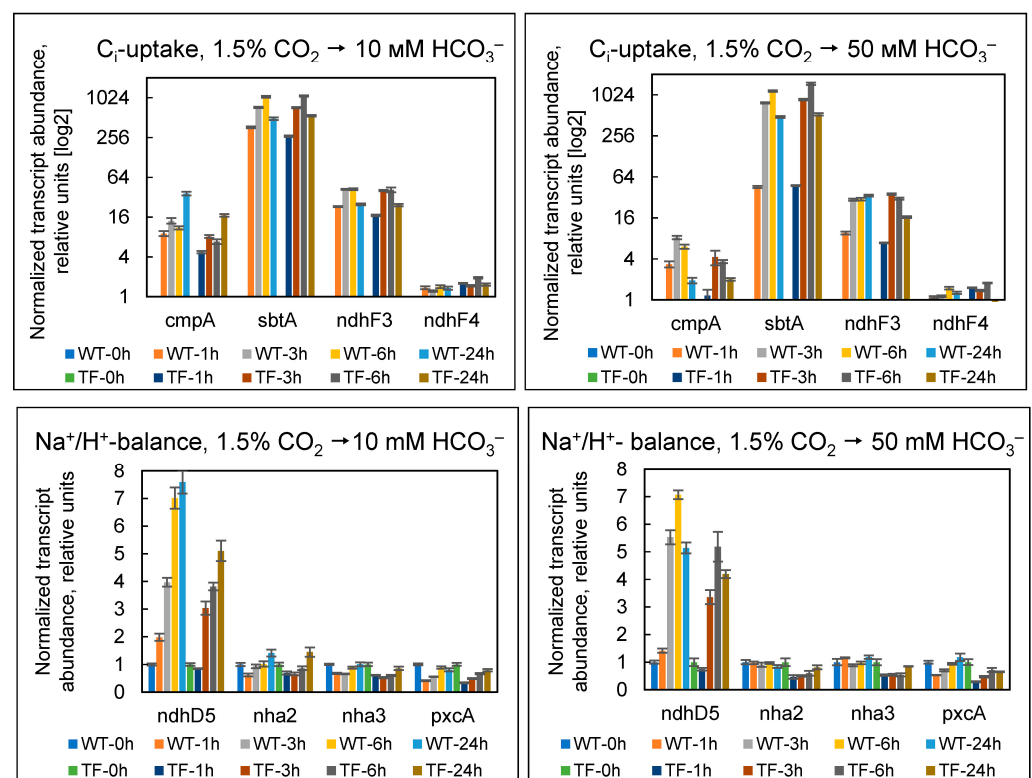 Cᵢ-uptake, 1.5% CO₂ → 10 мМ HCO₃⁻
Normalized transcript abundance,
relative units [log2]
1024
256
64
16
4
1
cmpA sbtA ndhF3 ndhF4
WT-0h WT-1h WT-3h WT-6h WT-24h
TF-0h TF-1h TF-3h TF-6h TF-24h
Cᵢ-uptake, 1.5% CO₂ → 50 мМ HCO₃⁻
Normalized transcript abundance,
relative units [log2]
1024
256
64
16
4
1
cmpA sbtA ndhF3 ndhF4
WT-0h WT-1h WT-3h WT-6h WT-24h
TF-0h TF-1h TF-3h TF-6h TF-24h
Na⁺/H⁺-balance, 1.5% CO₂ →10 mM HCO₃⁻
Normalized transcript
abundance, relative units
8
7
6
5
4
3
2
1
0
ndhD5 nha2 nha3 pxcA
WT-0h WT-1h WT-3h WT-6h WT-24h
TF-0h TF-1h TF-3h TF-6h TF-24h
Na⁺/H⁺- balance, 1.5% CO₂ → 50 mM HCO₃⁻
Normalized transcript
abundance, relative units
8
7
6
5
4
3
2
1
0
ndhD5 nha2 nha3 pxcA
WT-0h WT-1h WT-3h WT-6h WT-24h
TF-0h TF-1h TF-3h TF-6h TF-24h